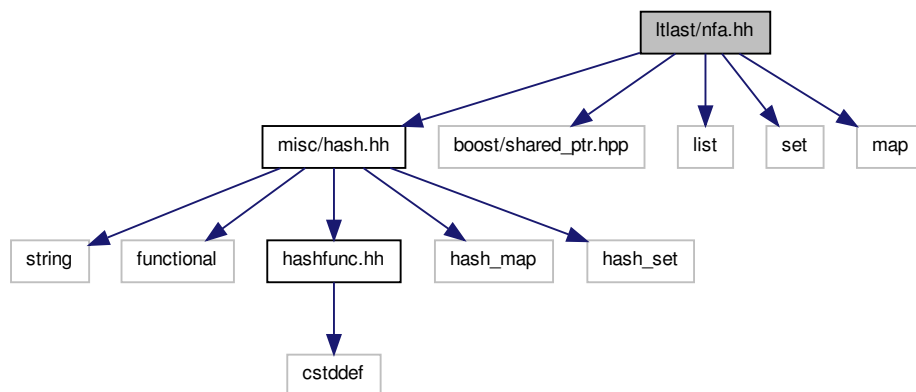 ltlast/nfa.hh
misc/hash.hh
boost/shared_ptr.hpp
list
set
map
string
functional
hashfunc.hh
hash_map
hash_set
cstddef